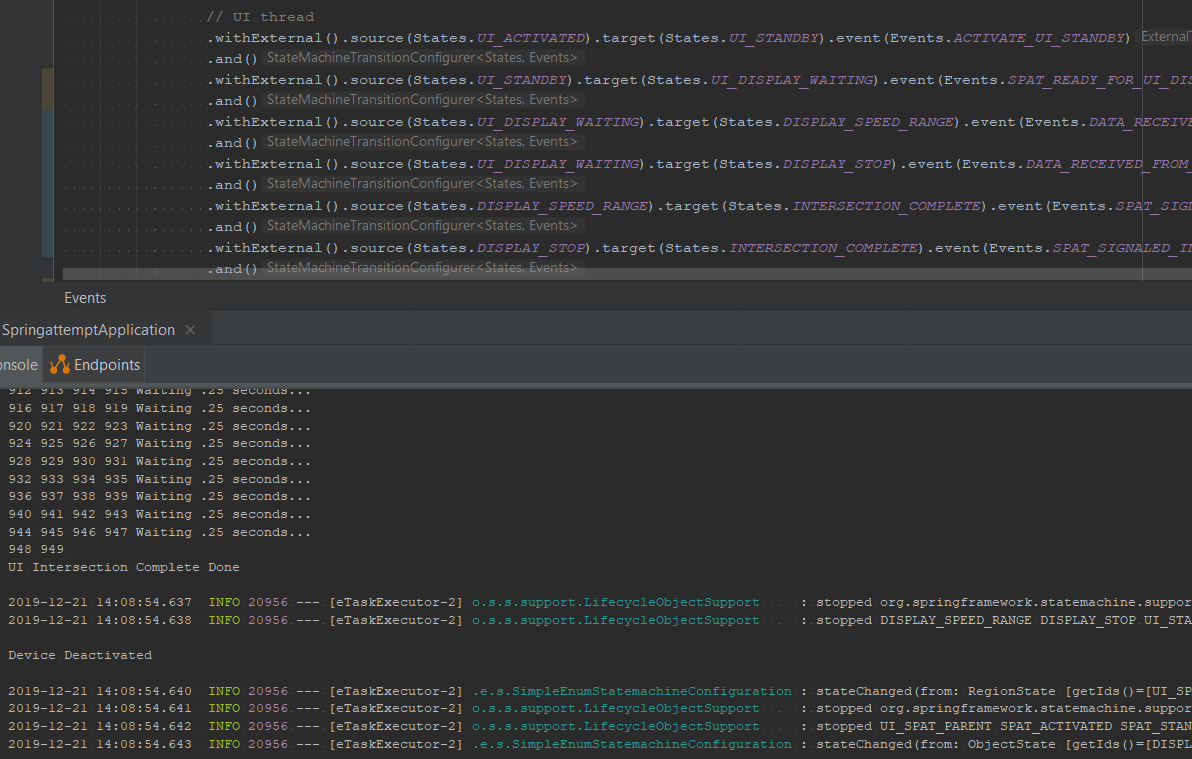 // UI thread
.withExternal().source(States.UI_ACTIVATED).target(States.UI_STANDBY).event(Events.ACTIVATE_UI_STANDBY) External
.and() StateMachineTransitionConfigurer<States, Events>
.withExternal().source(States.UI_STANDBY).target(States.UI_DISPLAY_WAITING).event(Events.SPAT_READY_FOR_UI_DIS
.and() StateMachineTransitionConfigurer<States, Events>
.withExternal().source(States.UI_DISPLAY_WAITING).target(States.DISPLAY_SPEED_RANGE).event(Events.DATA_RECEIVE
.and() StateMachineTransitionConfigurer<States, Events>
.withExternal().source(States.UI_DISPLAY_WAITING).target(States.DISPLAY_STOP).event(Events.DATA_RECEIVED_FROM_
.and() StateMachineTransitionConfigurer<States, Events>
.withExternal().source(States.DISPLAY_SPEED_RANGE).target(States.INTERSECTION_COMPLETE).event(Events.SPAT_SIGN
.and() StateMachineTransitionConfigurer<States, Events>
.withExternal().source(States.DISPLAY_STOP).target(States.INTERSECTION_COMPLETE).event(Events.SPAT_SIGNALED_I
.and() StateMachineTransitionConfigurer<States, Events>
Events
SpringattemptApplication
onsole Endpoints
912 913 914 915 Waiting .25 seconds...
916 917 918 919 Waiting .25 seconds...
920 921 922 923 Waiting .25 seconds...
924 925 926 927 Waiting .25 seconds...
928 929 930 931 Waiting .25 seconds...
932 933 934 935 Waiting .25 seconds...
936 937 938 939 Waiting .25 seconds...
940 941 942 943 Waiting .25 seconds...
944 945 946 947 Waiting .25 seconds...
948 949
UI Intersection Complete Done
2019-12-21 14:08:54.637 INFO 20956 --- [eTaskExecutor-2] o.s.s.support.LifecycleObjectSupport : stopped org.springframework.statemachine.suppor
2019-12-21 14:08:54.638 INFO 20956 --- [eTaskExecutor-2] o.s.s.support.LifecycleObjectSupport : stopped DISPLAY_SPEED_RANGE DISPLAY_STOP UI_STA
Device Deactivated
2019-12-21 14:08:54.640 INFO 20956 --- [eTaskExecutor-2] .e.s.SimpleEnumStatemachineConfiguration : stateChanged(from: RegionState [getIds()=[UI_SP
2019-12-21 14:08:54.641 INFO 20956 --- [eTaskExecutor-2] o.s.s.support.LifecycleObjectSupport : stopped org.springframework.statemachine.suppor
2019-12-21 14:08:54.642 INFO 20956 --- [eTaskExecutor-2] o.s.s.support.LifecycleObjectSupport : stopped UI_SPAT_PARENT SPAT_ACTIVATED SPAT_STAN
2019-12-21 14:08:54.643 INFO 20956 --- [eTaskExecutor-2] .e.s.SimpleEnumStatemachineConfiguration : stateChanged(from: ObjectState [getIds()=[DISPL